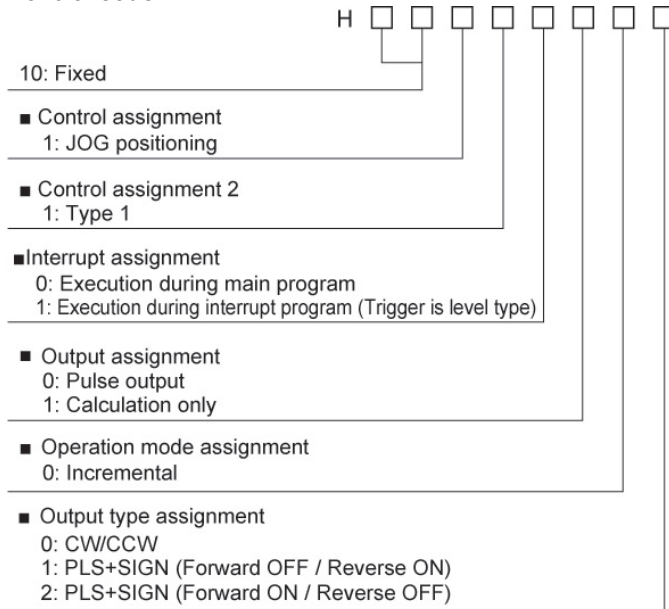 H □ □ □ □ □ □ □ □
10: Fixed
■ Control assignment
1: JOG positioning
■ Control assignment 2
1: Type 1
■Interrupt assignment
0: Execution during main program
1: Execution during interrupt program (Trigger is level type)
■ Output assignment
0: Pulse output
1: Calculation only
■ Operation mode assignment
0: Incremental
■ Output type assignment
0: CW/CCW
1: PLS+SIGN (Forward OFF / Reverse ON)
2: PLS+SIGN (Forward ON / Reverse OFF)